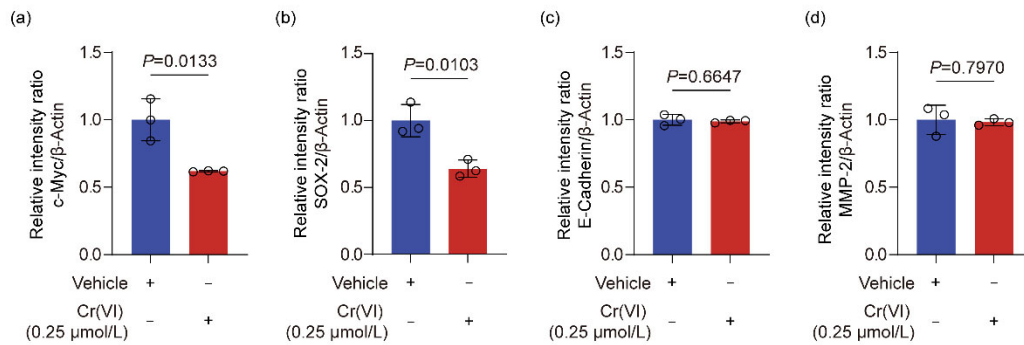 (a)
Relative intensity ratio
c-Myc/β-Actin
1.5
1.0
0.5
0.0
P=0.0133
Vehicle + −
Cr(VI)
(0.25 μmol/L) − +
(b)
Relative intensity ratio
SOX-2/β-Actin
1.5
1.0
0.5
0.0
P=0.0103
Vehicle + −
Cr(VI)
(0.25 μmol/L) − +
(c)
Relative intensity ratio
E-Cadherin/β-Actin
1.5
1.0
0.5
0.0
P=0.6647
Vehicle + −
Cr(VI)
(0.25 μmol/L) − +
(d)
Relative intensity ratio
MMP-2/β-Actin
1.5
1.0
0.5
0.0
P=0.7970
Vehicle + −
Cr(VI)
(0.25 μmol/L) − +